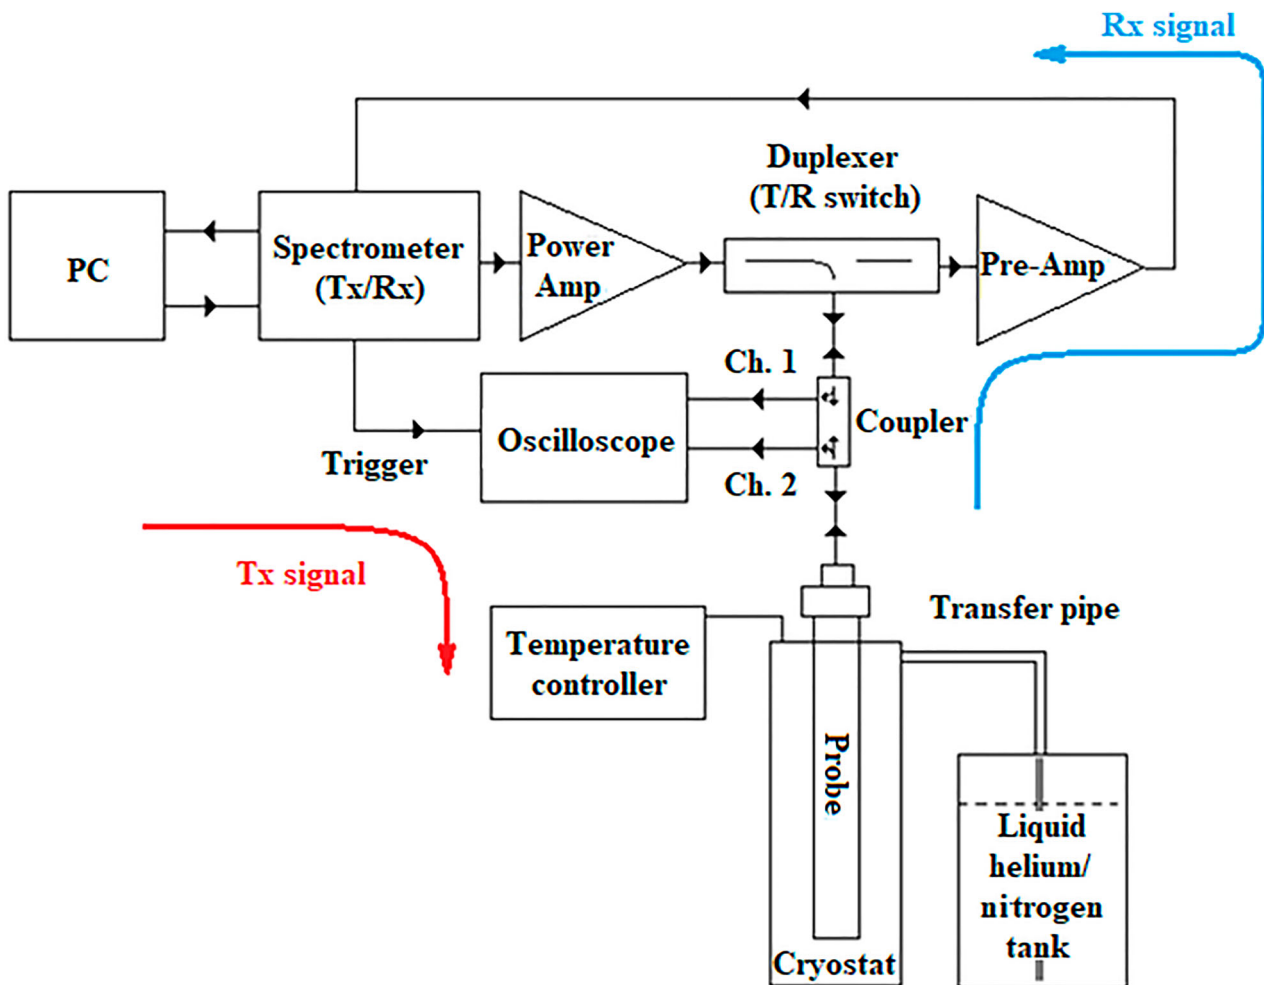 Rx signal
Duplexer
(T/R switch)
PC
Spectrometer
(Tx/Rx)
Power
Amp
Pre-Amp
Ch. 1
Coupler
Oscilloscope
Trigger
Ch. 2
Tx signal
Transfer pipe
Temperature
controller
Probe
Liquid
helium/
nitrogen
tank
Cryostat